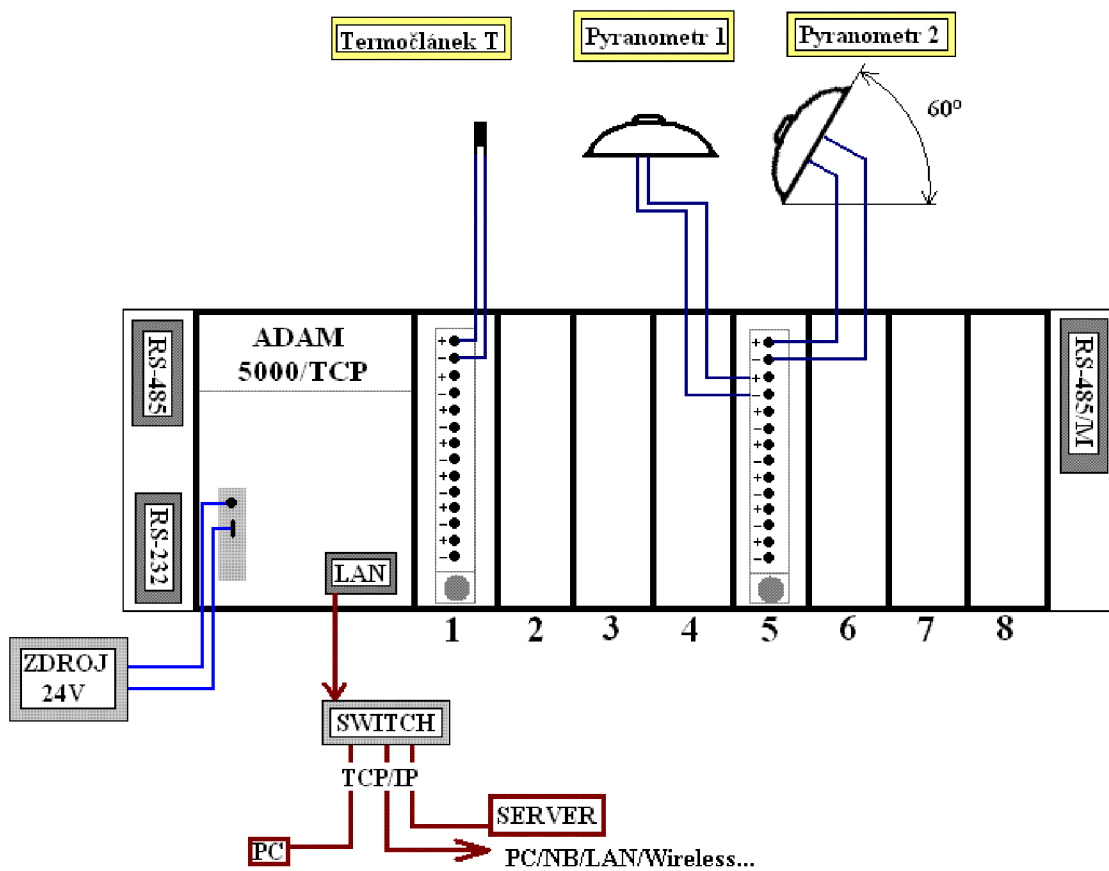 Termočlánek T
Pyranometr 1
Pyranometr 2
60°
RS-485
ADAM
5000/TCP
RS-232
LAN
+
-
+
-
+
-
+
-
+
-
+
-
+
-
+
-
+
-
+
-
+
-
+
-
+
-
+
-
RS-485/M
1 2 3 4 5 6 7 8
ZDROJ
24V
SWITCH
TCP/IP
SERVER
PC
PC/NB/LAN/Wireless...